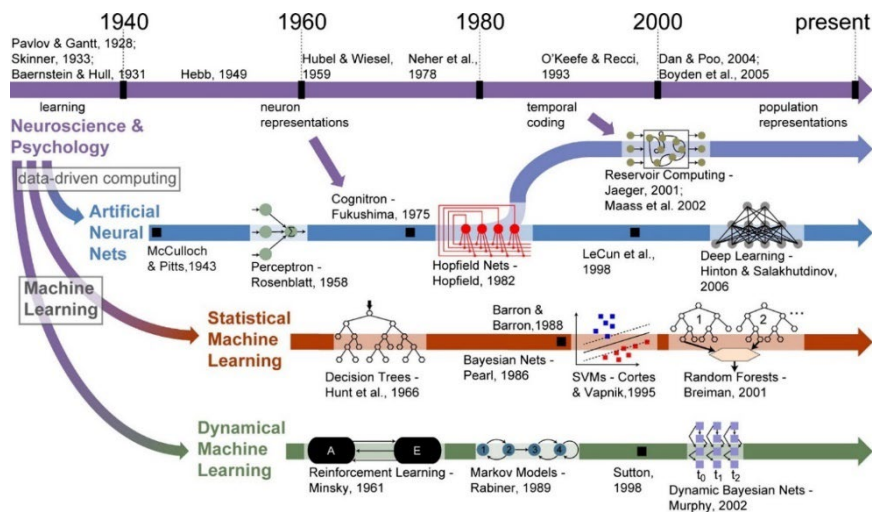 1940 1960 1980 2000 present
Pavlov & Gantt, 1928;
Skinner, 1933;
Baernstein & Hull, 1931
Hebb, 1949
Hubel & Wiesel,
1959
Neher et al.,
1978
O'Keefe & Recci,
1993
Dan & Poo, 2004;
Boyden et al., 2005
learning
neuron
representations
temporal
coding
population
representations
Neuroscience &
Psychology
data-driven computing
Machine
Learning
Reservoir Computing -
Jaeger, 2001;
Maass et al. 2002
Artificial
Neural
Nets
McCulloch
& Pitts,1943
Σ
Perceptron -
Rosenblatt, 1958
Cognitron -
Fukushima, 1975
Hopfield Nets -
Hopfield, 1982
LeCun et al.,
1998
Deep Learning -
Hinton & Salakhutdinov,
2006
Statistical
Machine
Learning
Decision Trees -
Hunt et al., 1966
Barron &
Barron,1988
Bayesian Nets -
Pearl, 1986
SVMs - Cortes
& Vapnik,1995
1 2 ...
Random Forests -
Breiman, 2001
Dynamical
Machine
Learning
A E
Reinforcement Learning -
Minsky, 1961
1 2 3 4
Markov Models -
Rabiner, 1989
Sutton,
1998
t0 t1 t2
Dynamic Bayesian Nets -
Murphy, 2002